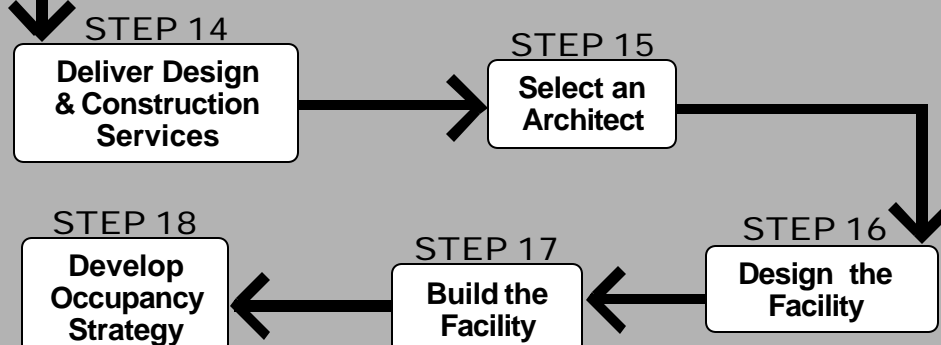 STEP 14
Deliver Design
& Construction
Services
STEP 15
Select an
Architect
STEP 16
Design the
Facility
STEP 17
Build the
Facility
STEP 18
Develop
Occupancy
Strategy